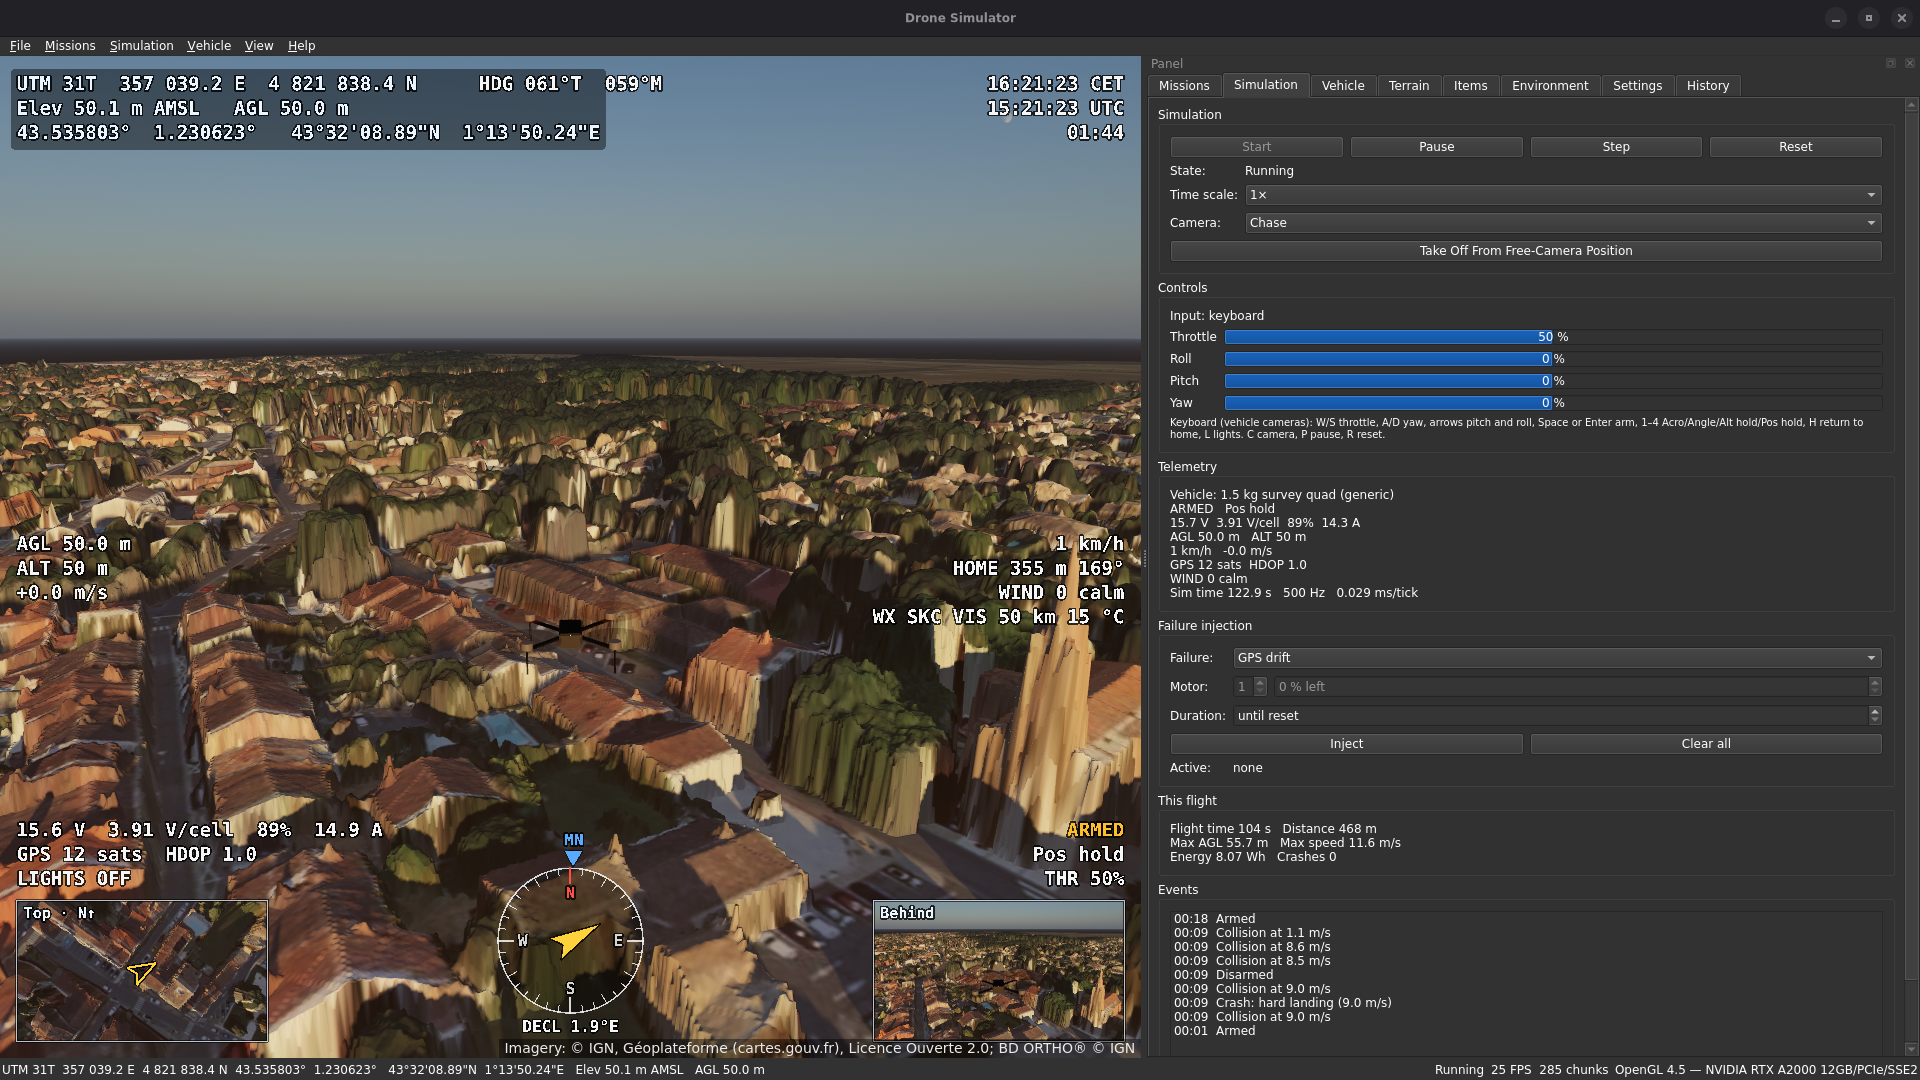 Drone Simulator
File Missions Simulation Vehicle View Help
UTM 31T 357 039.2 E 4 821 838.4 N HDG 061°T 059°M
Elev 50.1 m AMSL AGL 50.0 m
43.535803° 1.230623° 43°32'08.89"N 1°13'50.24"E
16:21:23 CET
15:21:23 UTC
01:44
AGL 50.0 m
ALT 50 m
+0.0 m/s
1 km/h
HOME 355 m 169°
WIND 0 calm
WX SKC VIS 50 km 15 °C
15.6 V 3.91 V/cell 89% 14.9 A
GPS 12 sats HDOP 1.0
LIGHTS OFF
ARMED
Pos hold
THR 50%
MN
N
W E
S
DECL 1.9°E
Top · N↑
Behind
Imagery: © IGN, Géoplateforme (cartes.gouv.fr), Licence Ouverte 2.0; BD ORTHO® © IGN
Panel
Missions Simulation Vehicle Terrain Items Environment Settings History
Simulation
Start Pause Step Reset
State: Running
Time scale: 1×
Camera: Chase
Take Off From Free-Camera Position
Controls
Input: keyboard
Throttle 50 %
Roll 0 %
Pitch 0 %
Yaw 0 %
Keyboard (vehicle cameras): W/S throttle, A/D yaw, arrows pitch and roll, Space or Enter arm, 1–4 Acro/Angle/Alt hold/Pos hold, H return to
home, L lights. C camera, P pause, R reset.
Telemetry
Vehicle: 1.5 kg survey quad (generic)
ARMED Pos hold
15.7 V 3.91 V/cell 89% 14.3 A
AGL 50.0 m ALT 50 m
1 km/h -0.0 m/s
GPS 12 sats HDOP 1.0
WIND 0 calm
Sim time 122.9 s 500 Hz 0.029 ms/tick
Failure injection
Failure: GPS drift
Motor: 1 0 % left
Duration: until reset
Inject Clear all
Active: none
This flight
Flight time 104 s Distance 468 m
Max AGL 55.7 m Max speed 11.6 m/s
Energy 8.07 Wh Crashes 0
Events
00:18 Armed
00:09 Collision at 1.1 m/s
00:09 Collision at 8.6 m/s
00:09 Collision at 8.5 m/s
00:09 Disarmed
00:09 Collision at 9.0 m/s
00:09 Crash: hard landing (9.0 m/s)
00:09 Collision at 9.0 m/s
00:01 Armed
UTM 31T 357 039.2 E 4 821 838.4 N 43.535803° 1.230623° 43°32'08.89"N 1°13'50.24"E Elev 50.1 m AMSL AGL 50.0 m
Running 25 FPS 285 chunks OpenGL 4.5 — NVIDIA RTX A2000 12GB/PCIe/SSE2